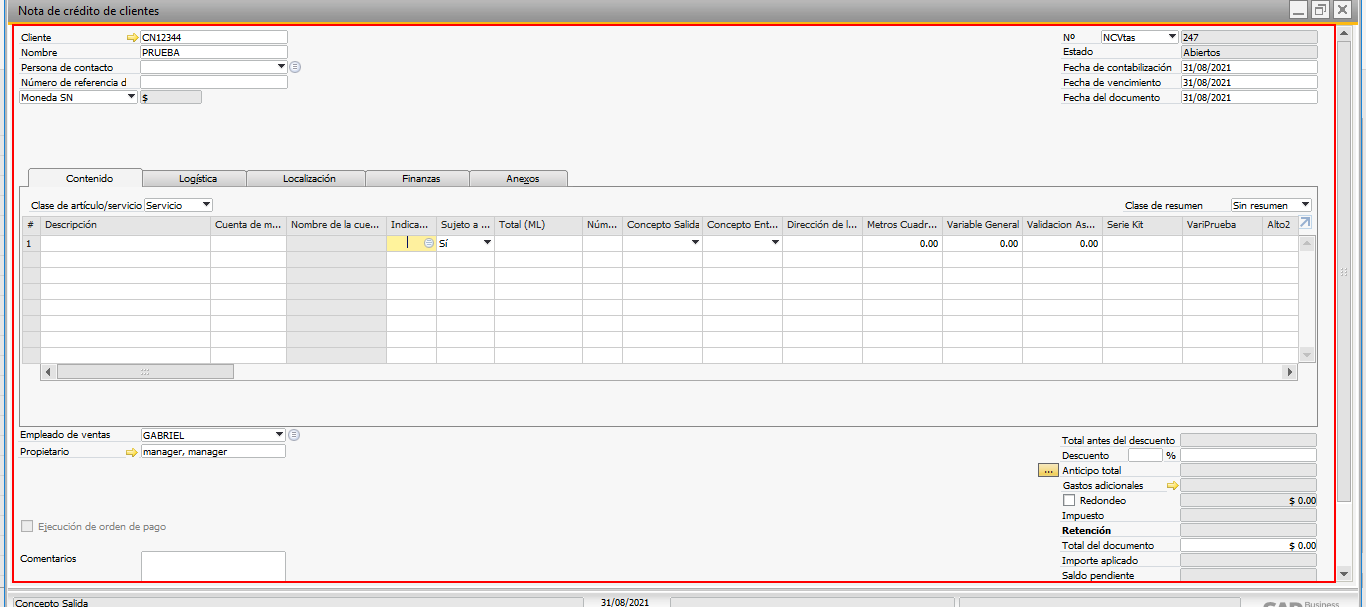 Nota de crédito de clientes
Cliente CN12344 Nº NCVtas 247
Nombre PRUEBA Estado Abiertos
Persona de contacto Fecha de contabilización 31/08/2021
Número de referencia d Fecha de vencimiento 31/08/2021
Moneda SN $ Fecha del documento 31/08/2021
Contenido Logística Localización Finanzas Anexos
Clase de artículo/servicio Servicio Clase de resumen Sin resumen
# Descripción Cuenta de m... Nombre de la cue... Indica... Sujeto a ... Total (ML) Núm... Concepto Salida Concepto Ent... Dirección de l... Metros Cuadr... Variable General Validacion As... Serie Kit VariPrueba Alto2
1 Sí 0.00 0.00 0.00
Empleado de ventas GABRIEL
Propietario manager, manager
Total antes del descuento
Descuento %
... Anticipo total
Gastos adicionales
Redondeo $ 0.00
Impuesto
Ejecución de orden de pago
Retención
Total del documento $ 0.00
Comentarios
Importe aplicado
Saldo pendiente
Concepto Salida 31/08/2021 Business